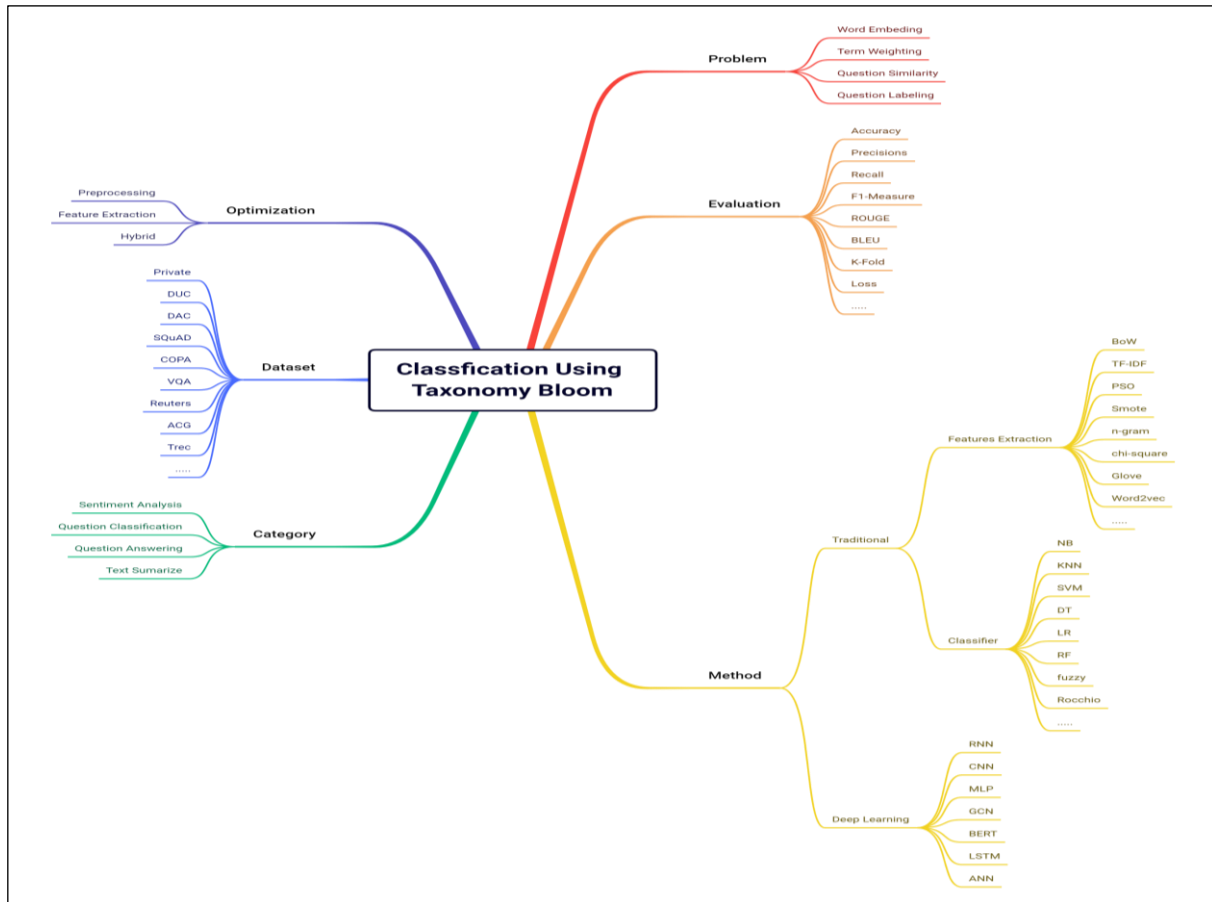 Classfication Using
Taxonomy Bloom
Problem
Word Embeding
Term Weighting
Question Similarity
Question Labeling
Evaluation
Accuracy
Precisions
Recall
F1-Measure
ROUGE
BLEU
K-Fold
Loss
.....
Method
Traditional
Features Extraction
BoW
TF-IDF
PSO
Smote
n-gram
chi-square
Glove
Word2vec
.....
Classifier
NB
KNN
SVM
DT
LR
RF
fuzzy
Rocchio
.....
Deep Learning
RNN
CNN
MLP
GCN
BERT
LSTM
ANN
Optimization
Preprocessing
Feature Extraction
Hybrid
Dataset
Private
DUC
DAC
SQuAD
COPA
VQA
Reuters
ACG
Trec
.....
Category
Sentiment Analysis
Question Classification
Question Answering
Text Sumarize